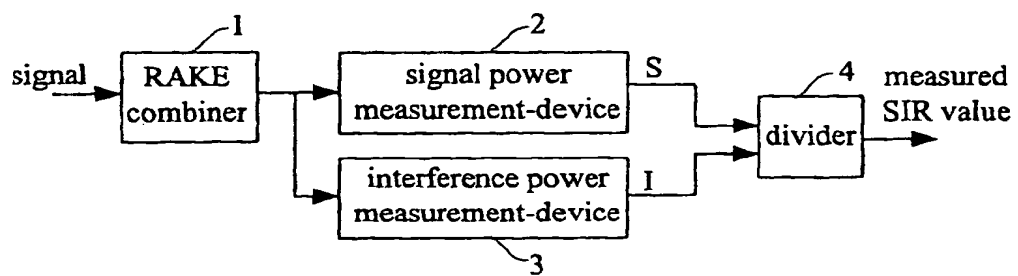 1
signal
RAKE
combiner
2
signal power
measurement-device
S
interference power
measurement-device
I
3
4
divider
measured
SIR value